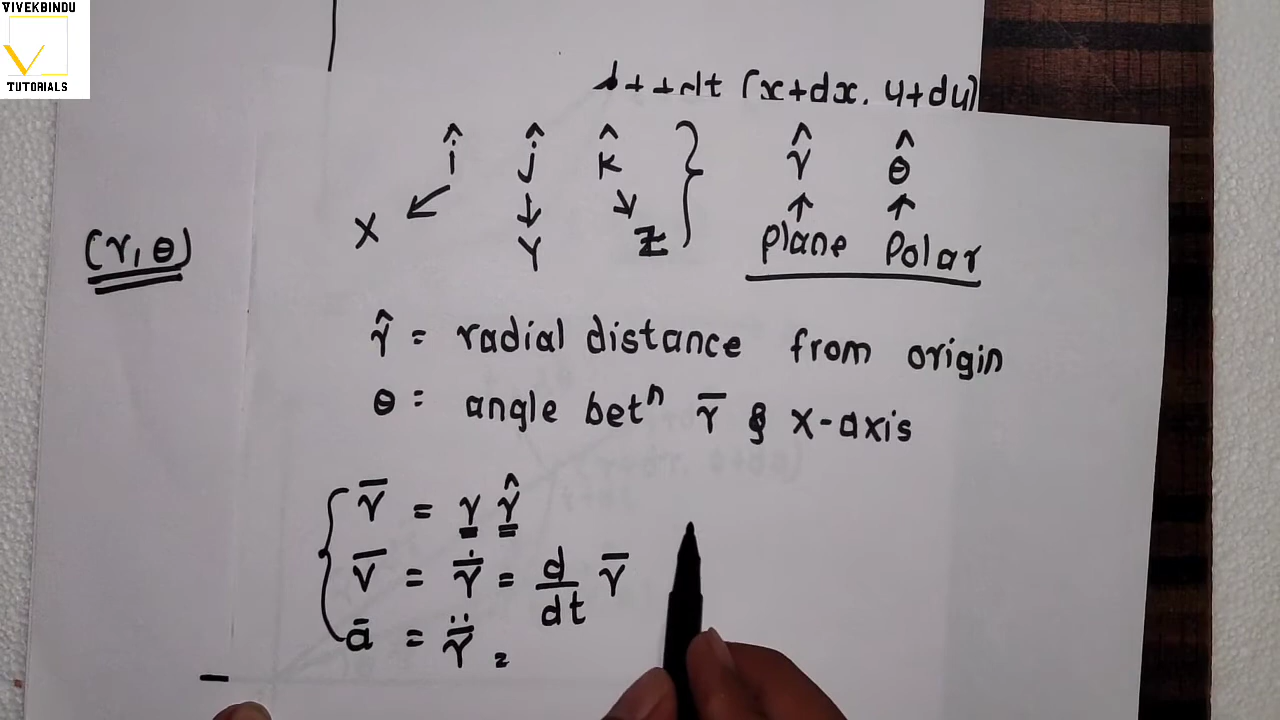 VIVEKBINDU
TUTORIALS
t+dt (x+dx, y+dy)
î ĵ k̂ } r̂ θ̂
X Y Z Plane Polar
(r, θ)
r̂ = radial distance from origin
θ = angle betⁿ r̄ & X-axis
r̄ = r r̂
v̄ = ṙ̄ = d/dt r̄
ā = r̈̄ =